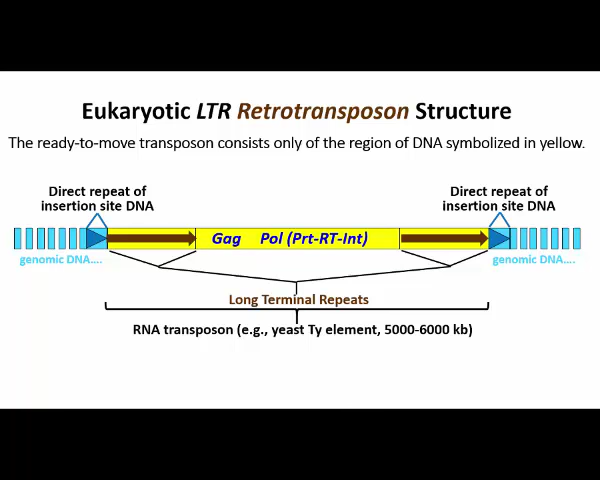 Eukaryotic LTR Retrotransposon Structure
The ready-to-move transposon consists only of the region of DNA symbolized in yellow.
Direct repeat of
insertion site DNA
Direct repeat of
insertion site DNA
Gag Pol (Prt-RT-Int)
genomic DNA....
genomic DNA....
Long Terminal Repeats
RNA transposon (e.g., yeast Ty element, 5000-6000 kb)